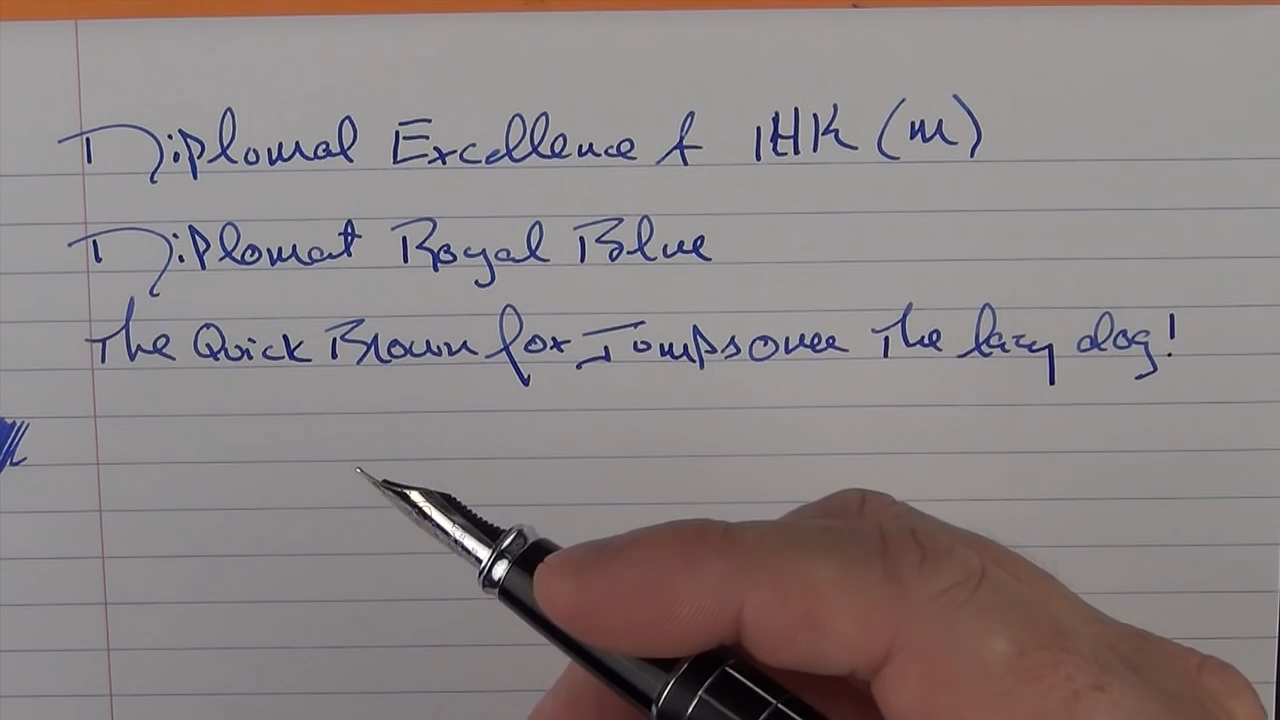 Diplomat Excellence A 14K (M)
Diplomat Royal Blue
The Quick Brown fox Jumps over The lazy dog!